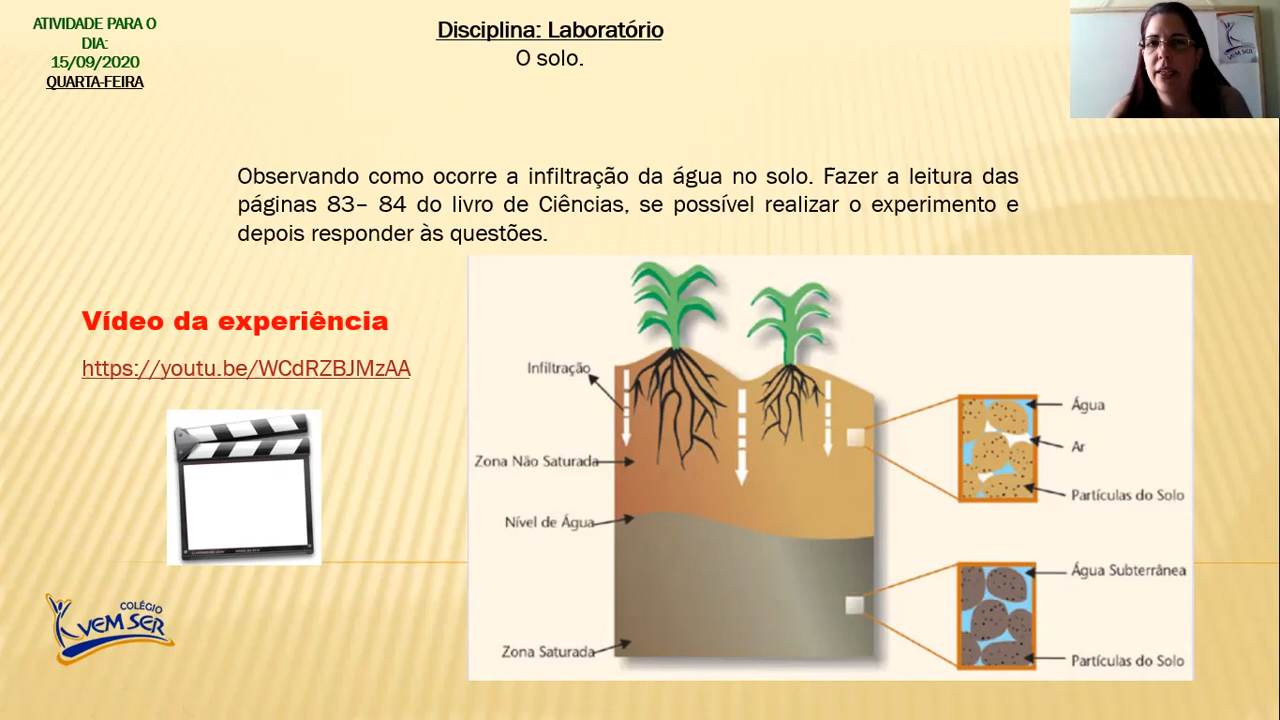 ATIVIDADE PARA O
DIA:
15/09/2020
QUARTA-FEIRA
Disciplina: Laboratório
O solo.
VEM SER
Observando como ocorre a infiltração da água no solo. Fazer a leitura das
páginas 83– 84 do livro de Ciências, se possível realizar o experimento e
depois responder às questões.
Vídeo da experiência
https://youtu.be/WCdRZBJMzAA
Infiltração
Zona Não Saturada
Nível de Água
Zona Saturada
Água
Ar
Partículas do Solo
Água Subterrânea
Partículas do Solo
COLÉGIO
VEM SER